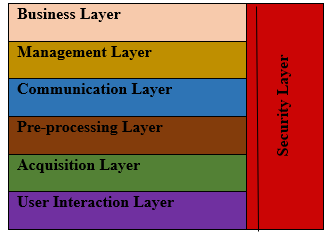 Business Layer
Management Layer
Communication Layer
Pre-processing Layer
Acquisition Layer
User Interaction Layer
Security Layer